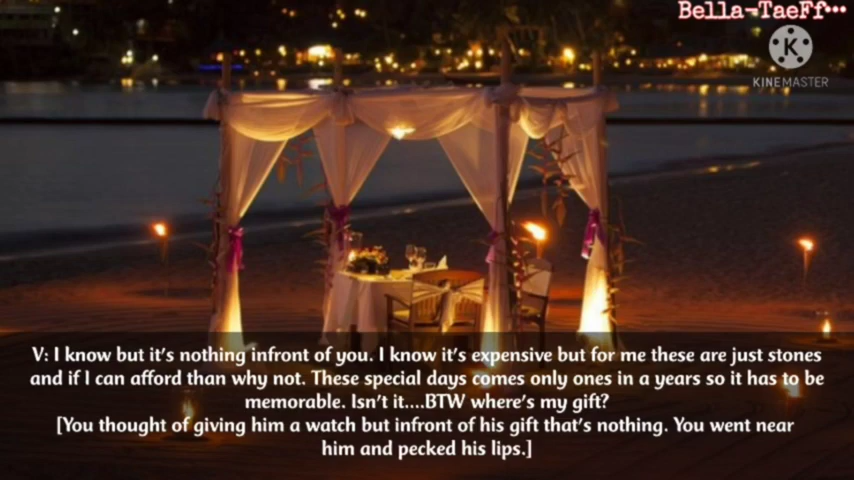 Bella-TaeFf...
K
KINEMASTER
V: I know but it's nothing infront of you. I know it's expensive but for me these are just stones
and if I can afford than why not. These special days comes only ones in a years so it has to be
memorable. Isn't it....BTW where's my gift?
[You thought of giving him a watch but infront of his gift that's nothing. You went near
him and pecked his lips.]